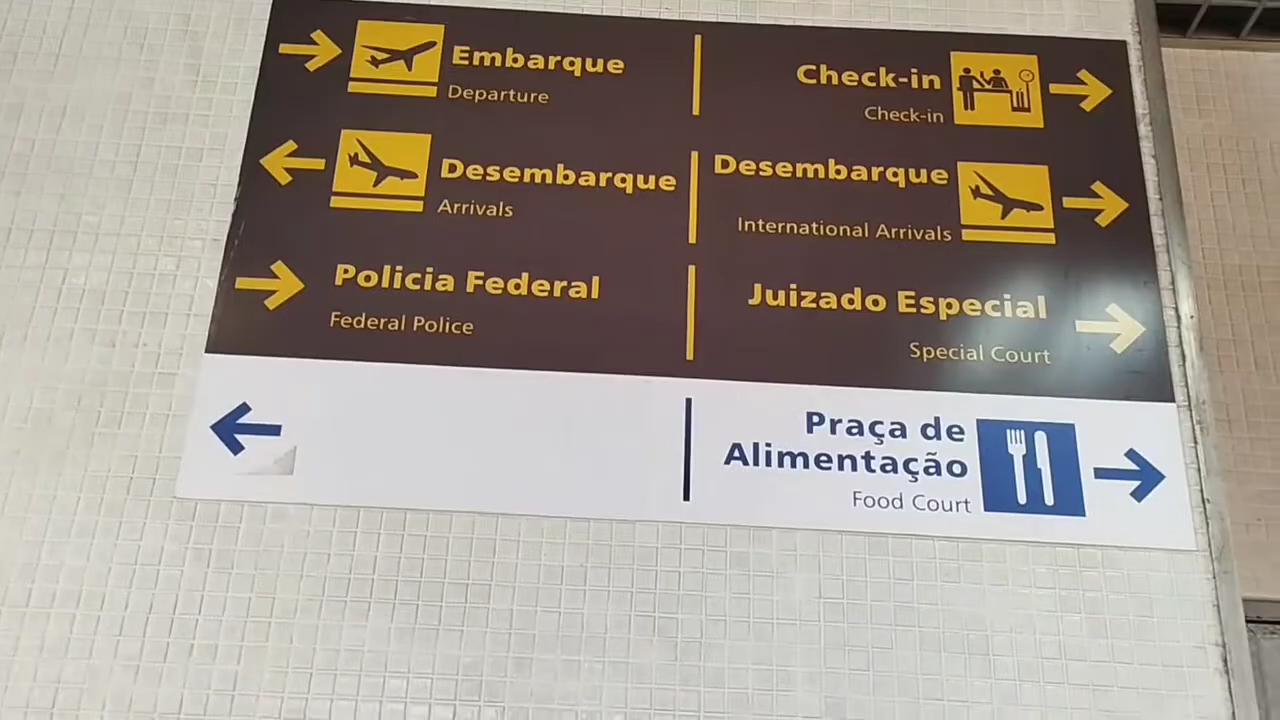 Embarque
Departure
Check-in
Check-in
Desembarque
Arrivals
Desembarque
International Arrivals
Policia Federal
Federal Police
Juizado Especial
Special Court
Praça de
Alimentação
Food Court